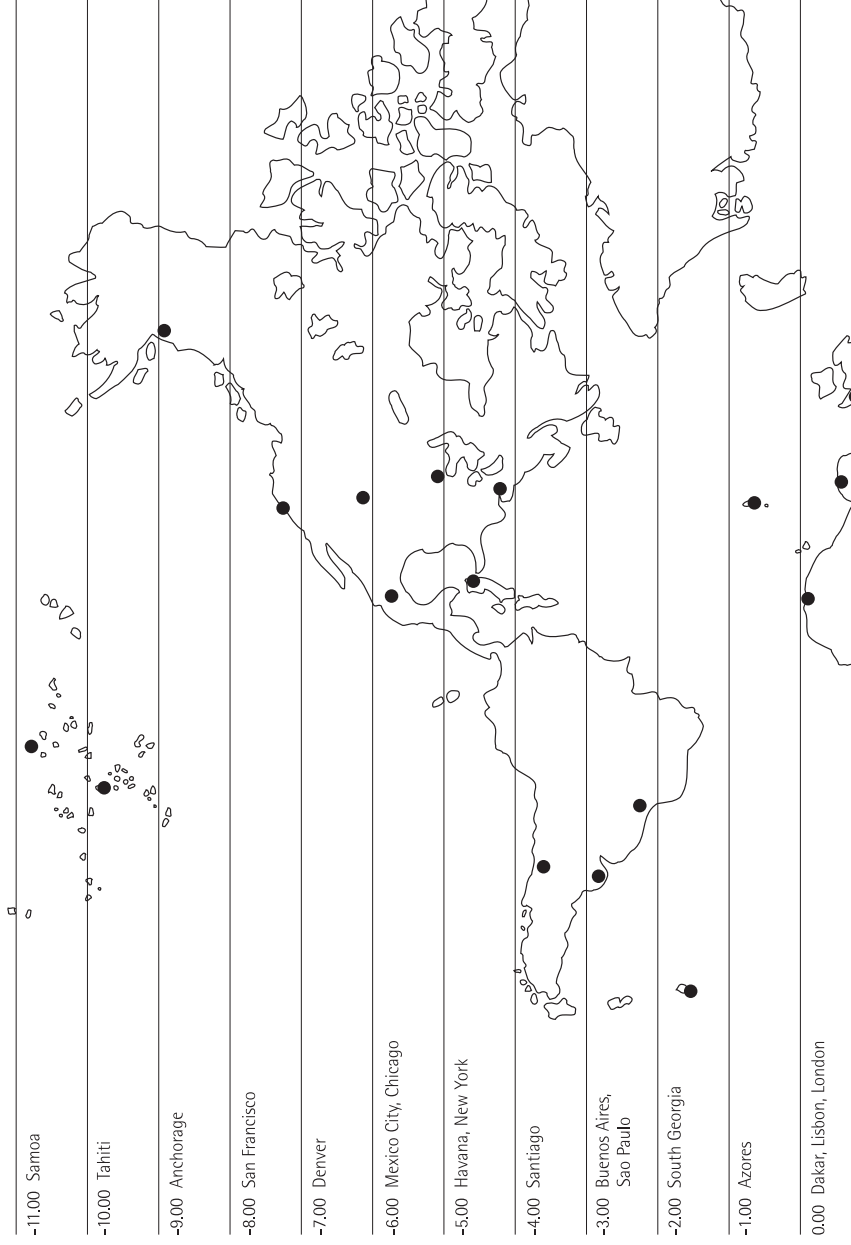 –11.00 Samoa
–10.00 Tahiti
–9.00 Anchorage
–8.00 San Francisco
–7.00 Denver
–6.00 Mexico City, Chicago
–5.00 Havana, New York
–4.00 Santiago
–3.00 Buenos Aires,
Sao Paulo
–2.00 South Georgia
–1.00 Azores
0.00 Dakar, Lisbon, London